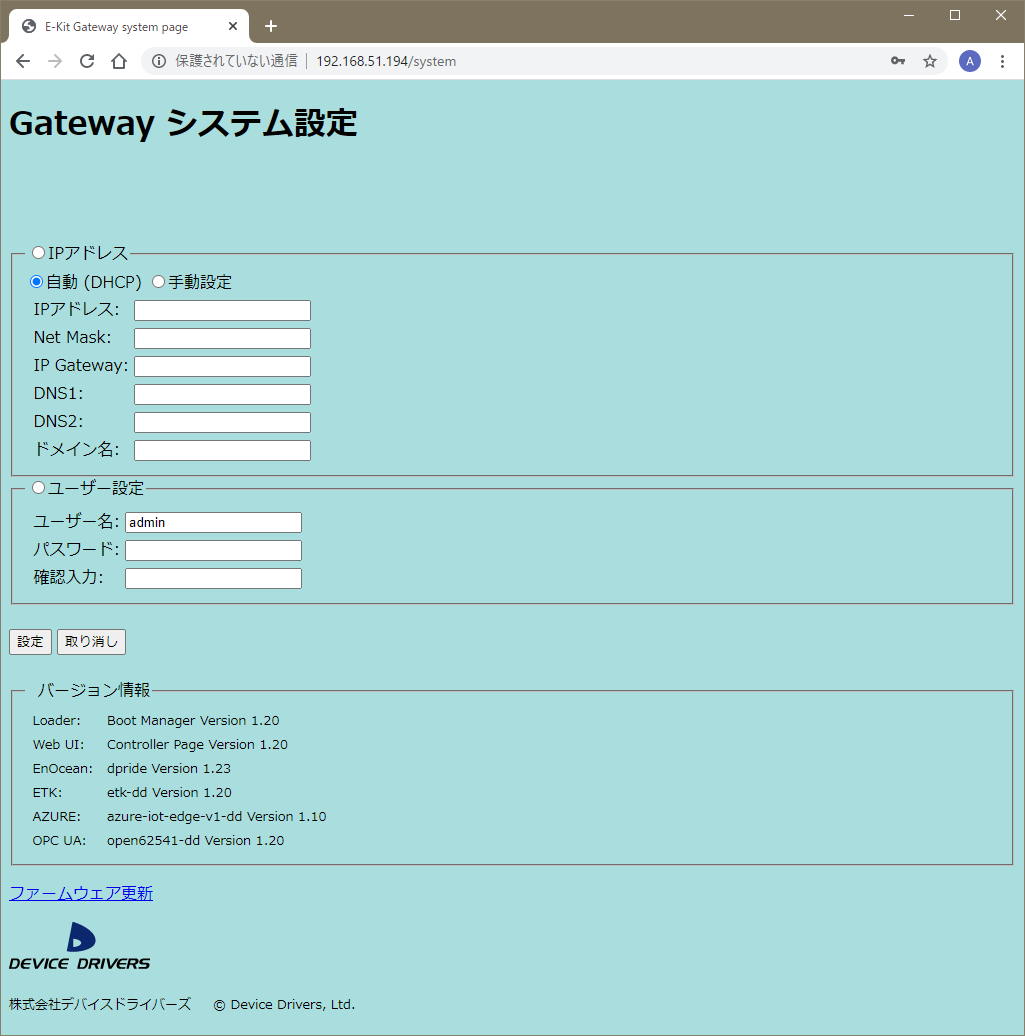 E-Kit Gateway system page
保護されていない通信 192.168.51.194/system
A
Gateway システム設定
IPアドレス
自動 (DHCP) 手動設定
IPアドレス:
Net Mask:
IP Gateway:
DNS1:
DNS2:
ドメイン名:
ユーザー設定
ユーザー名: admin
パスワード:
確認入力:
設定 取り消し
バージョン情報
Loader: Boot Manager Version 1.20
Web UI: Controller Page Version 1.20
EnOcean: dpride Version 1.23
ETK: etk-dd Version 1.20
AZURE: azure-iot-edge-v1-dd Version 1.10
OPC UA: open62541-dd Version 1.20
ファームウェア更新
DEVICE DRIVERS
株式会社デバイスドライバーズ © Device Drivers, Ltd.